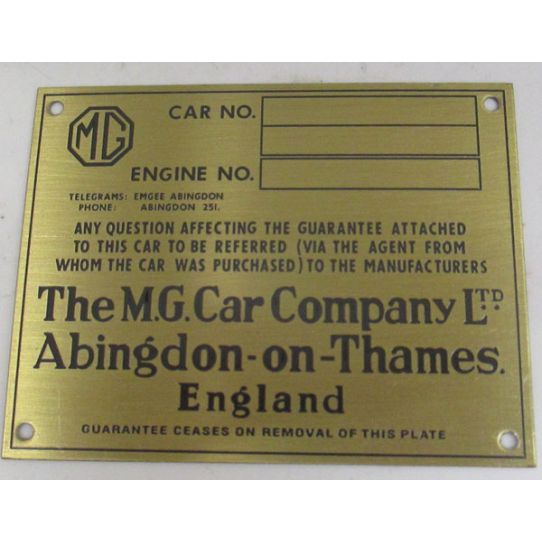 MG
CAR NO.
ENGINE NO.
TELEGRAMS: EMGEE ABINGDON
PHONE: ABINGDON 251.
ANY QUESTION AFFECTING THE GUARANTEE ATTACHED
TO THIS CAR TO BE REFERRED (VIA THE AGENT FROM
WHOM THE CAR WAS PURCHASED) TO THE MANUFACTURERS
The M.G. Car Company LTD
Abingdon-on-Thames.
England
GUARANTEE CEASES ON REMOVAL OF THIS PLATE